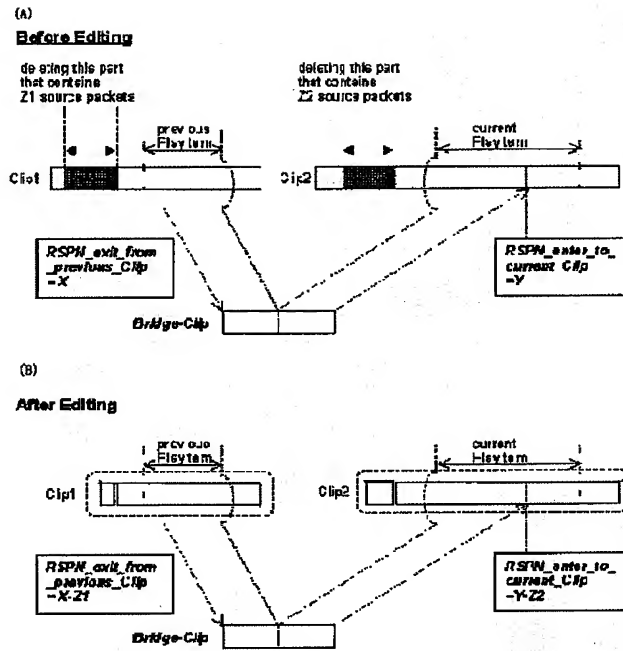 (A)
Before Editing
deleting this part
that contains
Z1 source packets
deleting this part
that contains
Z2 source packets
previous
PlayItem
current
PlayItem
Clip1
Clip2
RSPN_exit_from
_previous_Clip
=X
RSPN_enter_to_
current_Clip
=Y
Bridge-Clip
(B)
After Editing
previous
PlayItem
current
PlayItem
Clip1
Clip2
RSPN_exit_from
_previous_Clip
=X-Z1
RSPN_enter_to_
current_Clip
=Y-Z2
Bridge-Clip